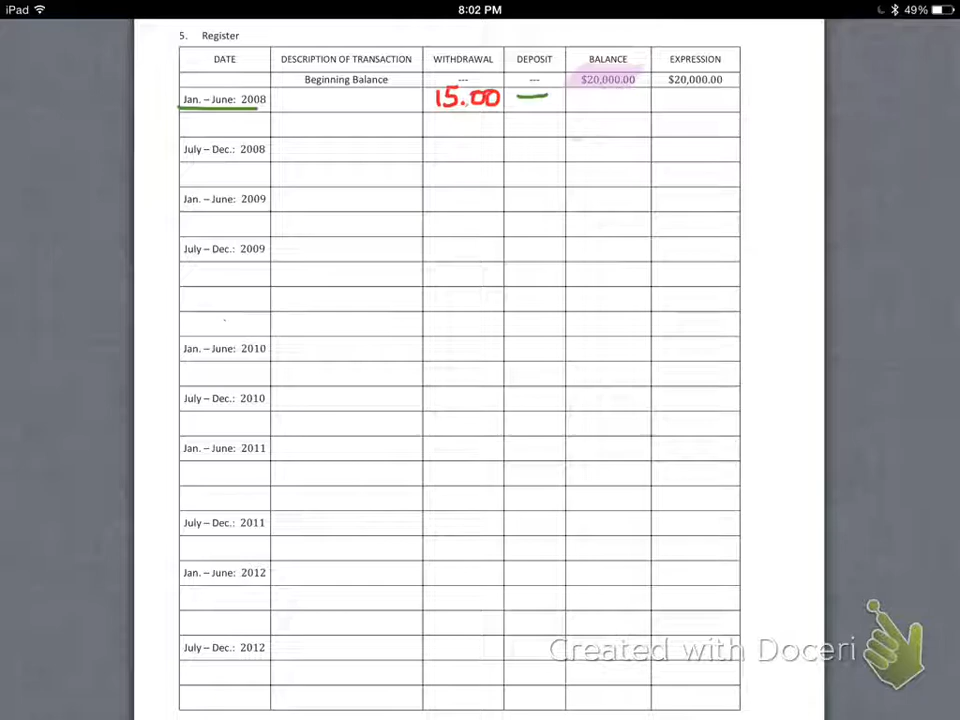 iPad 8:02 PM 49%
5. Register
DATE DESCRIPTION OF TRANSACTION WITHDRAWAL DEPOSIT BALANCE EXPRESSION
Beginning Balance --- --- $20,000.00 $20,000.00
Jan. – June: 2008 15.00 —
July – Dec.: 2008
Jan. – June: 2009
July – Dec.: 2009
Jan. – June: 2010
July – Dec.: 2010
Jan. – June: 2011
July – Dec.: 2011
Jan. – June: 2012
July – Dec.: 2012
Created with Doceri